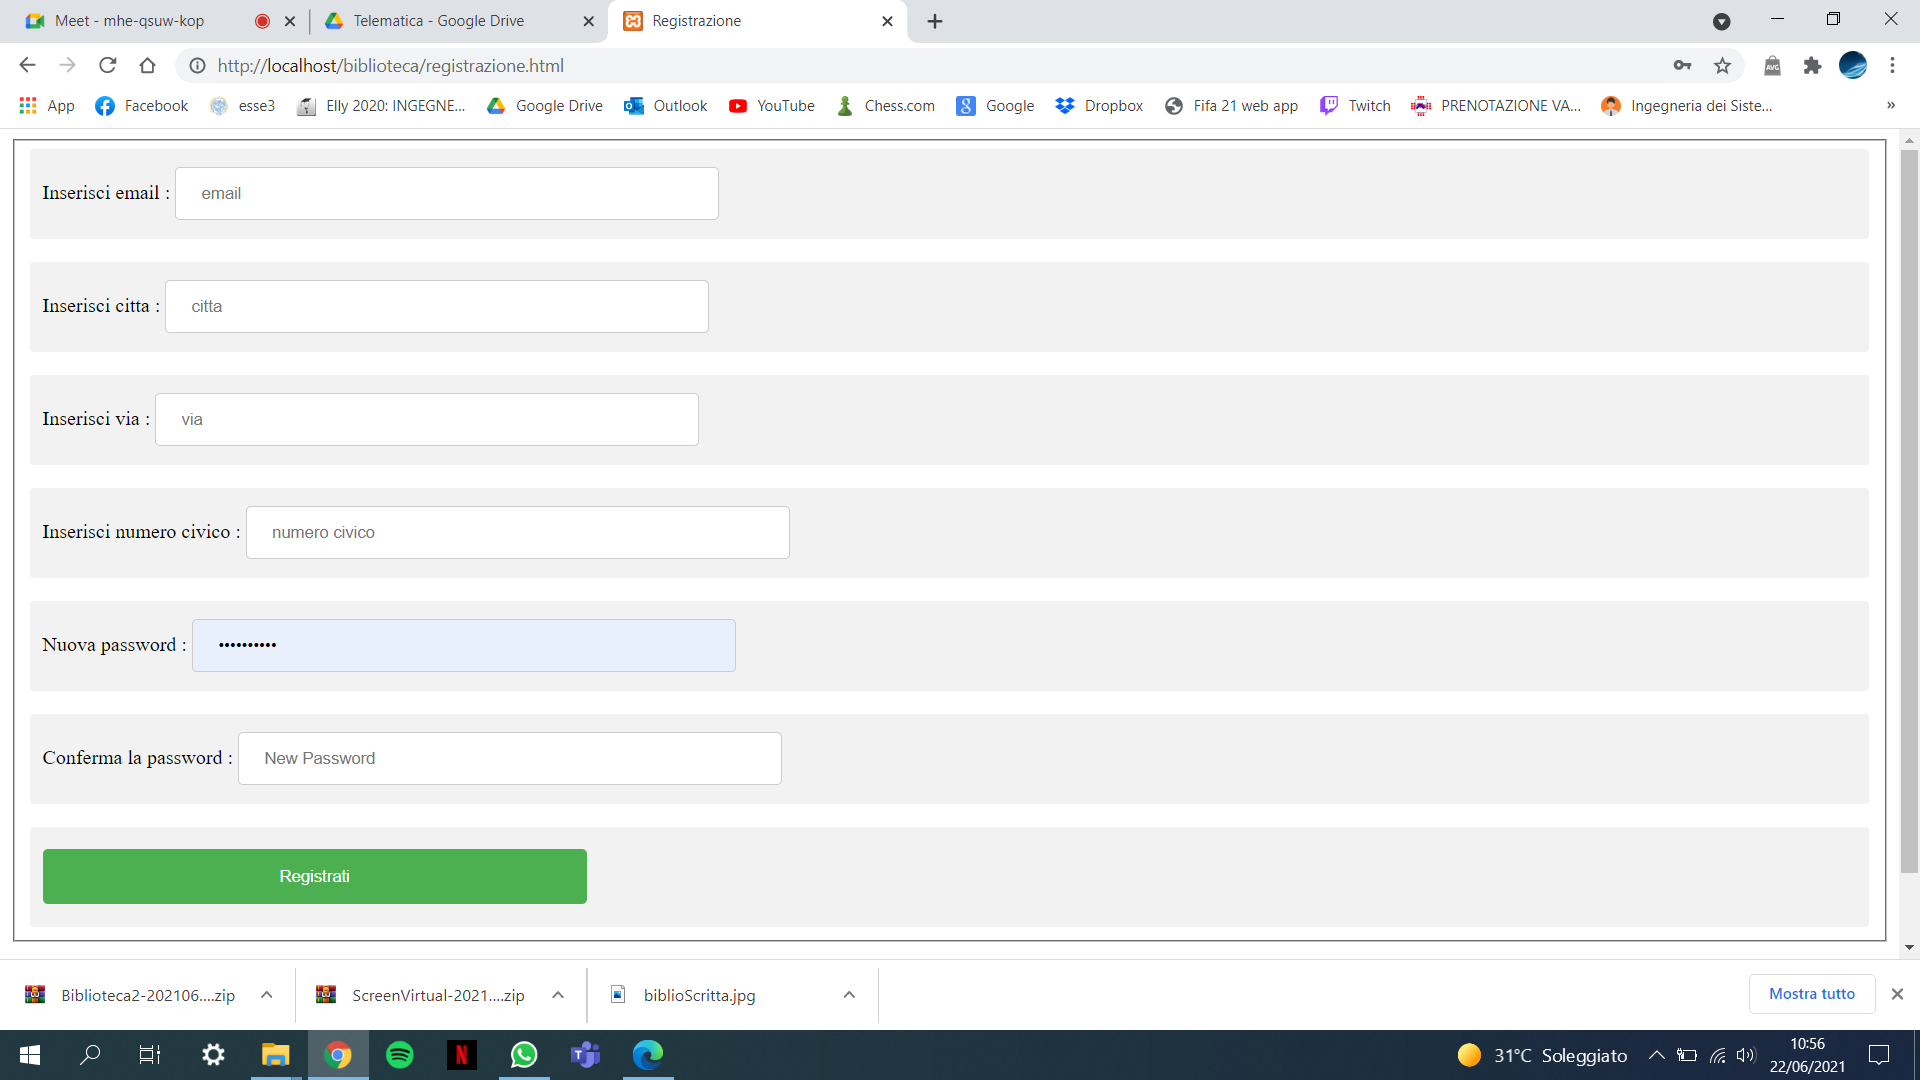 Meet - mhe-qsuw-kop
Telematica - Google Drive
Registrazione
http://localhost/biblioteca/registrazione.html
App
Facebook
esse3
Elly 2020: INGEGNE...
Google Drive
Outlook
YouTube
Chess.com
Google
Dropbox
Fifa 21 web app
Twitch
PRENOTAZIONE VA...
Ingegneria dei Siste...
»
Inserisci email : email
Inserisci citta : citta
Inserisci via : via
Inserisci numero civico : numero civico
Nuova password : ••••••••••
Conferma la password : New Password
Registrati
Biblioteca2-202106....zip
ScreenVirtual-2021....zip
biblioScritta.jpg
Mostra tutto
31°C Soleggiato
10:56
22/06/2021